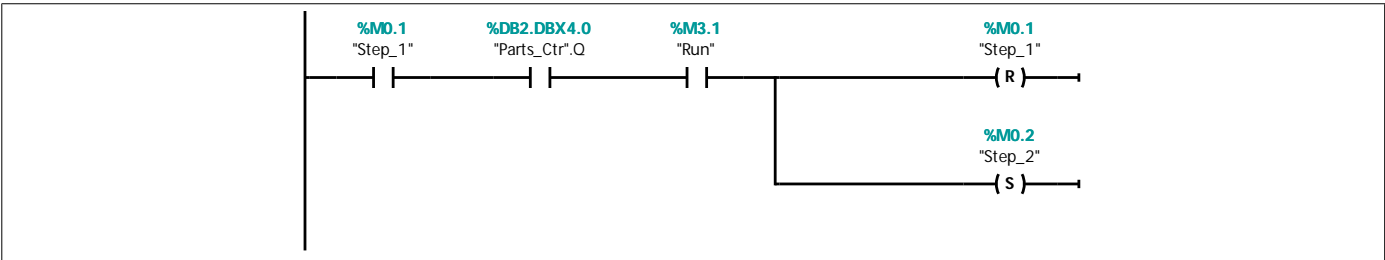 %M0.1 %DB2.DBX4.0 %M3.1 %M0.1
"Step_1" "Parts_Ctr".Q "Run" "Step_1"
R
%M0.2
"Step_2"
S